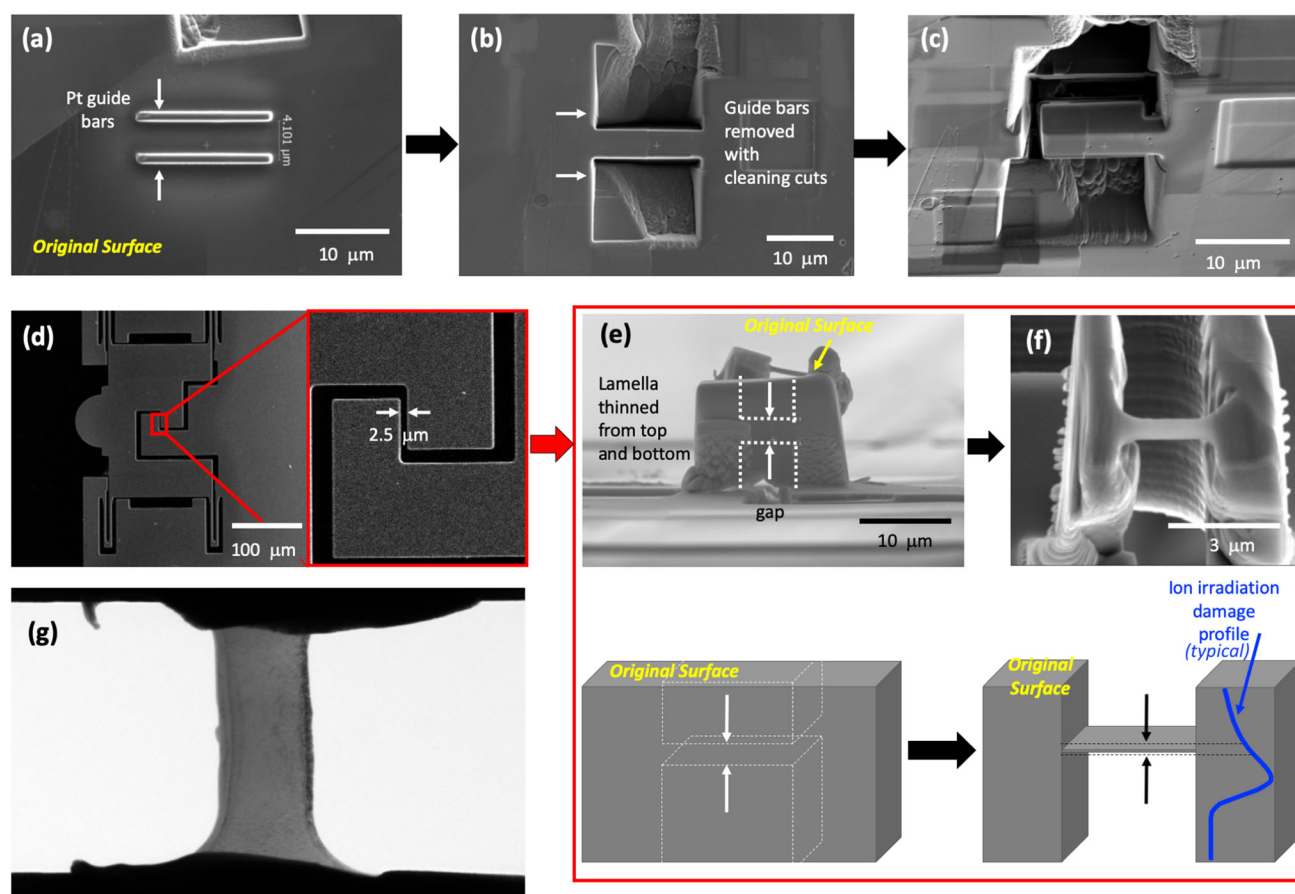 (a)
Pt guide
bars
4.101 µm
Original Surface
10 µm
(b)
Guide bars
removed
with
cleaning cuts
10 µm
(c)
10 µm
(d)
2.5 µm
100 µm
(e)
Original Surface
Lamella
thinned
from top
and bottom
gap
10 µm
(f)
3 µm
(g)
Original Surface
Original
Surface
Ion irradiation
damage
profile
(typical)